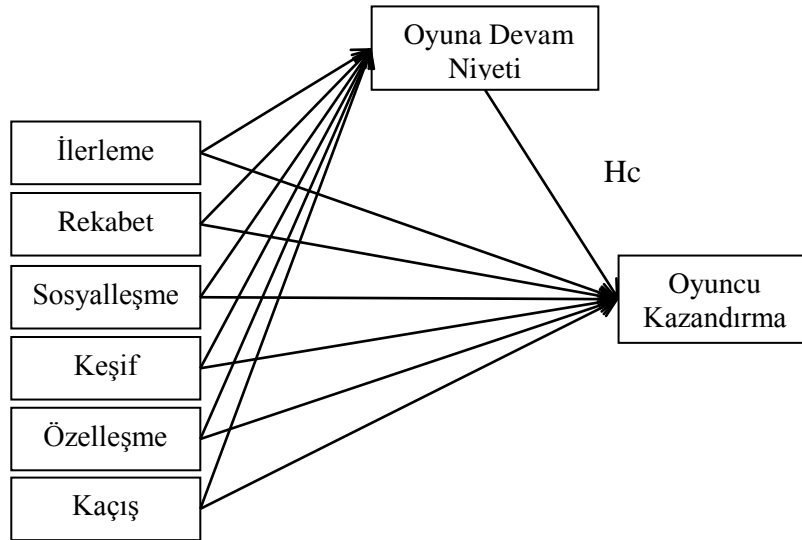 Oyuna Devam
Niyeti
İlerleme
Hc
Rekabet
Sosyalleşme
Oyuncu
Kazandırma
Keşif
Özelleşme
Kaçış